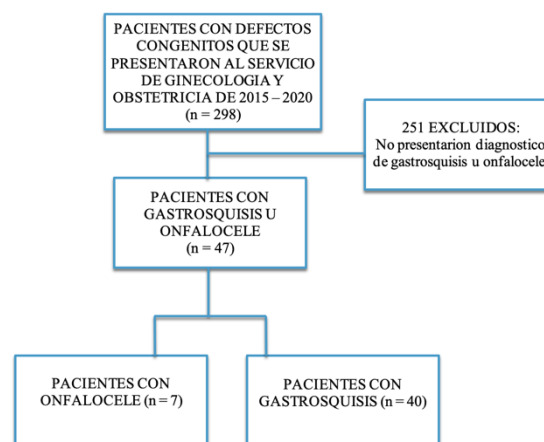 PACIENTES CON DEFECTOS
CONGENITOS QUE SE
PRESENTARON AL SERVICIO
DE GINECOLOGIA Y
OBSTETRICIA DE 2015 – 2020
(n = 298)
251 EXCLUIDOS:
No presentarion diagnostico
de gastrosquisis u onfalocele
PACIENTES CON
GASTROSQUISIS U
ONFALOCELE
(n = 47)
PACIENTES CON
ONFALOCELE (n = 7)
PACIENTES CON
GASTROSQUISIS (n = 40)